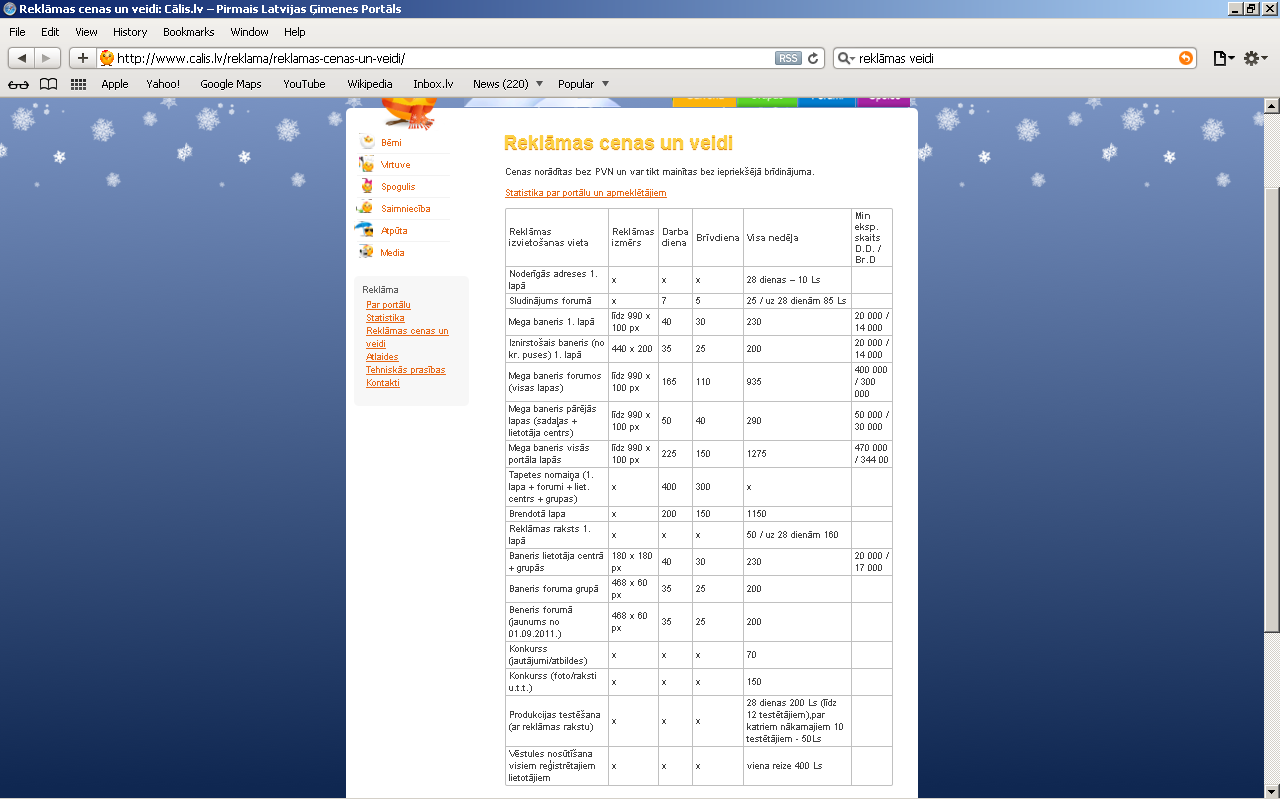 Reklāmas cenas un veidi: Cālis.lv – Pirmais Latvijas Ģimenes Portāls
File Edit View History Bookmarks Window Help
http://www.calis.lv/reklama/reklamas-cenas-un-veidi/ RSS reklāmas veidi
Apple Yahoo! Google Maps YouTube Wikipedia Inbox.lv News (220) Popular
Bērni
Virtuve
Spogulis
Saimniecība
Atpūta
Media
Reklāma
Par portālu
Statistika
Reklāmas cenas un
veidi
Atlaides
Tehniskās prasības
Kontakti
Reklāmas cenas un veidi
Cenas norādītas bez PVN un var tikt mainītas bez iepriekšējā brīdinājuma.
Statistika par portālu un apmeklētājiem
Reklāmas izvietošanas vieta Reklāmas izmērs Darba diena Brīvdiena Visa nedēļa Min eksp. skaits D.D. / Br.D
Noderīgās adreses 1. lapā x x x 28 dienas – 10 Ls
Sludinājums forumā x 7 5 25 / uz 28 dienām 85 Ls
Mega baneris 1. lapā līdz 990 x 100 px 40 30 230 20 000 / 14 000
Iznirstošais baneris (no kr. puses) 1. lapā 440 x 200 35 25 200 20 000 / 14 000
Mega baneris forumos (visas lapas) līdz 990 x 100 px 165 110 935 400 000 / 300 000
Mega baneris pārējās lapas (sadaļas + lietotāja centrs) līdz 990 x 100 px 50 40 290 50 000 / 30 000
Mega baneris visās portāla lapās līdz 990 x 100 px 225 150 1275 470 000 / 344 00
Tapetes nomaiņa (1. lapa + forumi + liet. centrs + grupas) x 400 300 x
Brendotā lapa x 200 150 1150
Reklāmas raksts 1. lapā x x x 50 / uz 28 dienām 160
Baneris lietotāja centrā + grupās 180 x 180 px 40 30 230 20 000 / 17 000
Baneris foruma grupā 468 x 60 px 35 25 200
Beneris forumā (jaunums no 01.09.2011.) 468 x 60 px 35 25 200
Konkurss (jautājumi/atbildes) x x x 70
Konkurss (foto/raksti u.t.t.) x x x 150
Produkcijas testēšana (ar reklāmas rakstu) x x x 28 dienas 200 Ls (līdz 12 testētājiem),par katriem nākamajiem 10 testētājiem - 50Ls
Vēstules nosūtīšana visiem reģistrētajiem lietotājiem x x x viena reize 400 Ls